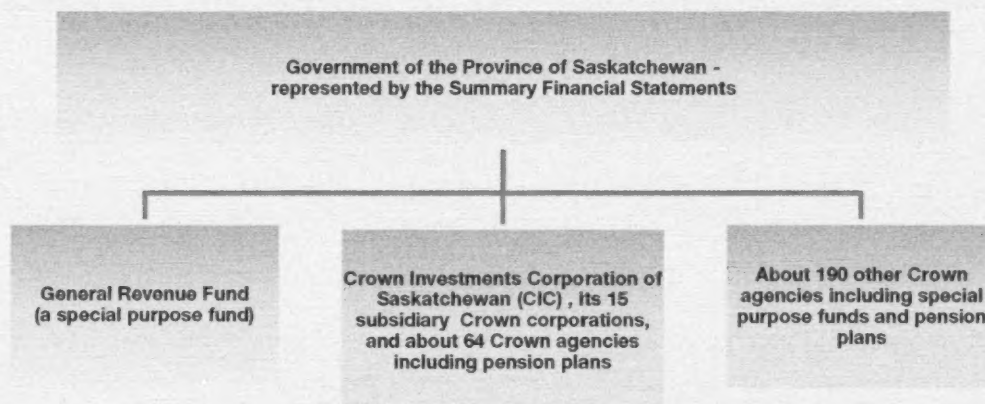 Government of the Province of Saskatchewan -
represented by the Summary Financial Statements
General Revenue Fund
(a special purpose fund)
Crown Investments Corporation of
Saskatchewan (CIC) , its 15
subsidiary Crown corporations,
and about 64 Crown agencies
including pension plans
About 190 other Crown
agencies including special
purpose funds and pension
plans